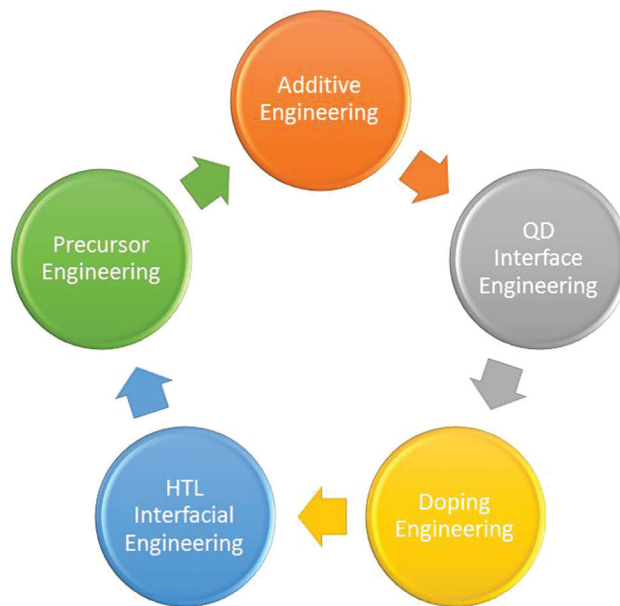 Additive
Engineering
QD
Interface
Engineering
Doping
Engineering
HTL
Interfacial
Engineering
Precursor
Engineering